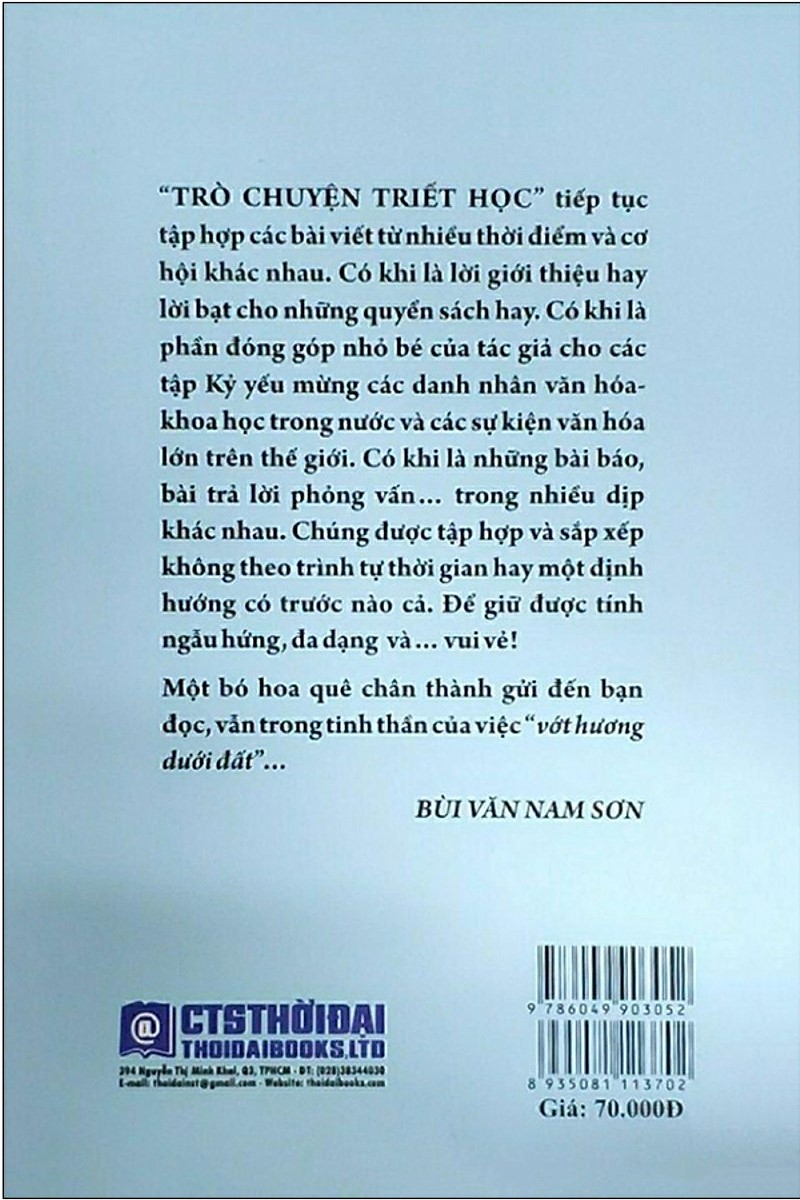 “TRÒ CHUYỆN TRIẾT HỌC” tiếp tục
tập hợp các bài viết từ nhiều thời điểm và cơ
hội khác nhau. Có khi là lời giới thiệu hay
lời bạt cho những quyển sách hay. Có khi là
phần đóng góp nhỏ bé của tác giả cho các
tập Kỷ yếu mừng các danh nhân văn hóa-
khoa học trong nước và các sự kiện văn hóa
lớn trên thế giới. Có khi là những bài báo,
bài trả lời phỏng vấn... trong nhiều dịp
khác nhau. Chúng được tập hợp và sắp xếp
không theo trình tự thời gian hay một định
hướng có trước nào cả. Để giữ được tính
ngẫu hứng, đa dạng và... vui vẻ!
Một bó hoa quê chân thành gửi đến bạn
đọc, vẫn trong tinh thần của việc “vớt hương
dưới đất”...
BÙI VĂN NAM SƠN
9 786049 903052
@ CTSTHỜIĐẠI
THOIDAIBOOKS,LTD
394 Nguyễn Thị Minh Khai, Q3, TPHCM - ĐT: (028)38344030
E-mail: thoidainst@gmail.com - Website: thoidaibooks.com
8 935081 113702
Giá: 70.000Đ